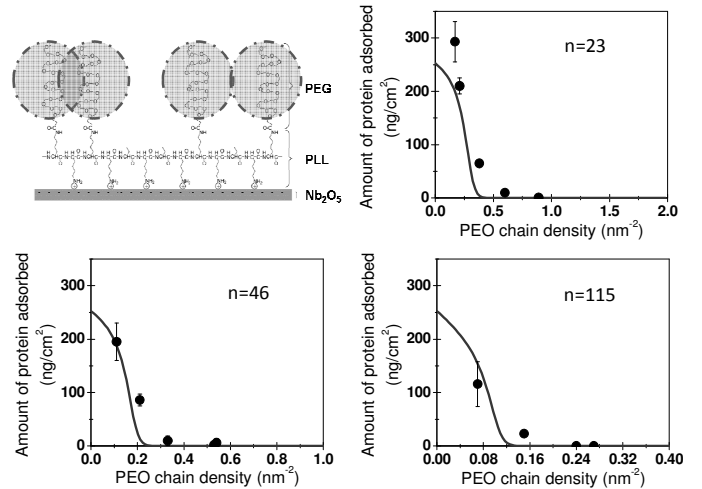 PEG
PLL
Nb₂O₅
Amount of protein adsorbed
(ng/cm²)
300
200
100
0
n=23
0.0 0.5 1.0 1.5 2.0
PEO chain density (nm⁻²)
Amount of protein adsorbed
(ng/cm²)
300
200
100
0
n=46
0.0 0.2 0.4 0.6 0.8 1.0
PEO chain density (nm⁻²)
Amount of protein adsorbed
(ng/cm²)
300
200
100
0
n=115
0.00 0.08 0.16 0.24 0.32 0.40
PEO chain density (nm⁻²)